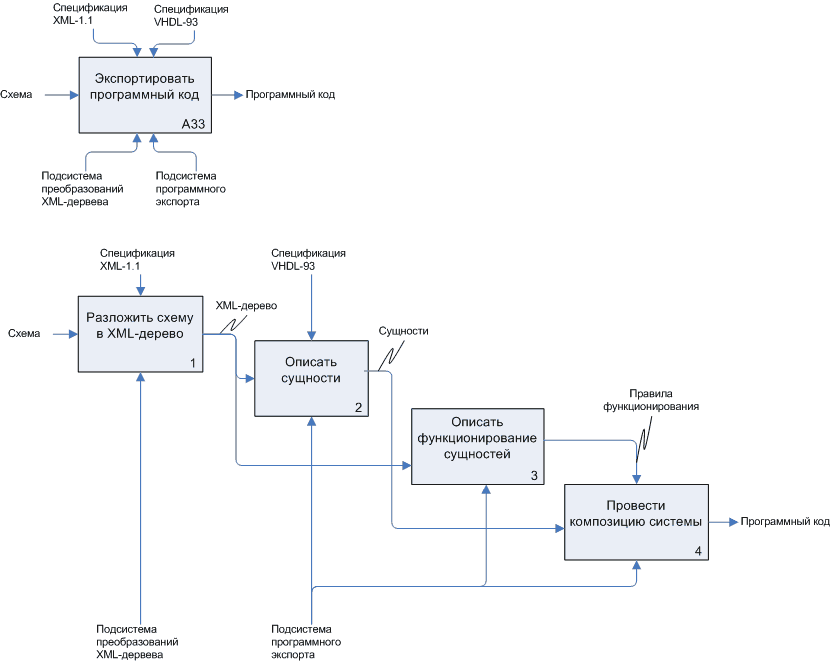 Спецификация
XML-1.1
Спецификация
VHDL-93
Экспортировать
программный код
A33
Схема
Программный код
Подсистема
преобразований
XML-дервева
Подсистема
программного
экспорта
Спецификация
XML-1.1
Спецификация
VHDL-93
Схема
Разложить схему
в XML-дерево
1
XML-дерево
Описать
сущности
2
Сущности
Описать
функционирование
сущностей
3
Правила
функционирования
Провести
композицию системы
4
Программный код
Подсистема
преобразований
XML-дервева
Подсистема
программного
экспорта